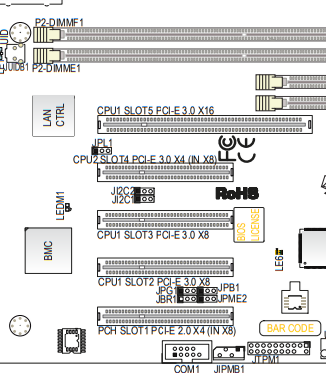 P2-DIMMF1
UID
JUIDB1
P2-DIMME1
LAN
CTRL
CPU1 SLOT5 PCI-E 3.0 X16
JPL1
FC CE
CPU2 SLOT4 PCI-E 3.0 X4 (IN X8)
JI2C2
JI2C1
RoHS
LEDM1
BIOS
LICENSE
CPU1 SLOT3 PCI-E 3.0 X8
BMC
LE6
CPU1 SLOT2 PCI-E 3.0 X8
JPG1
JPB1
JBR1
JPME2
PCH SLOT1 PCI-E 2.0 X4 (IN X8)
BAR CODE
JTPM1
COM1
JIPMB1